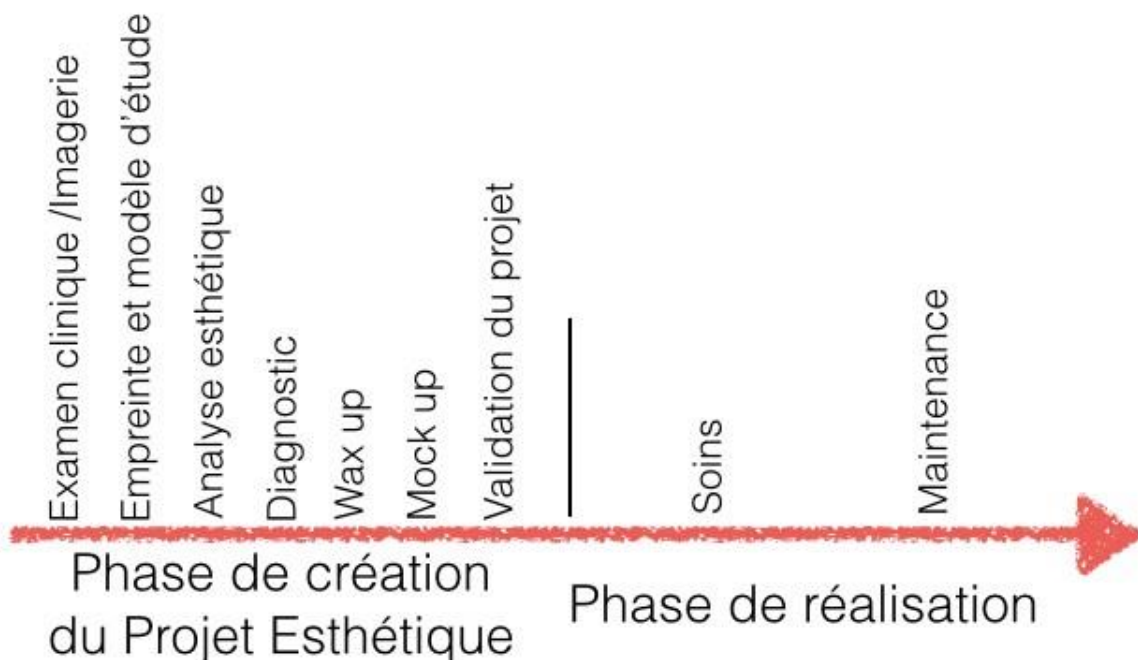 Examen clinique /Imagerie
Empreinte et modèle d'étude
Analyse esthétique
Diagnostic
Wax up
Mock up
Validation du projet
Soins
Maintenance
Phase de création
du Projet Esthétique
Phase de réalisation